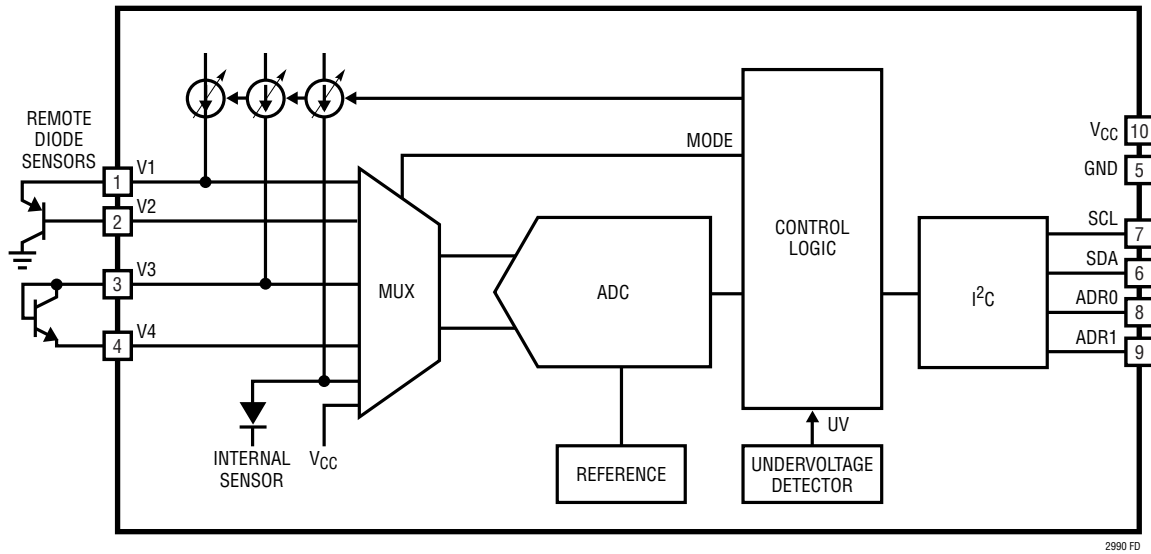 REMOTE
DIODE
SENSORS
1
V1
2
V2
3
V3
4
V4
MUX
INTERNAL
SENSOR
VCC
MODE
ADC
REFERENCE
CONTROL
LOGIC
UV
UNDERVOLTAGE
DETECTOR
I2C
VCC
10
GND
5
SCL
7
SDA
6
ADR0
8
ADR1
9
2990 FD